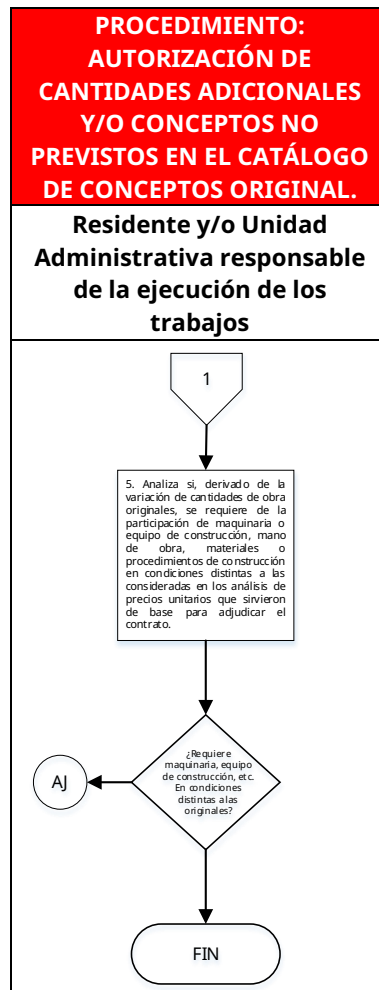 PROCEDIMIENTO:
AUTORIZACIÓN DE
CANTIDADES ADICIONALES
Y/O CONCEPTOS NO
PREVISTOS EN EL CATÁLOGO
DE CONCEPTOS ORIGINAL.
Residente y/o Unidad
Administrativa responsable
de la ejecución de los
trabajos
1
5. Analiza si, derivado de la
variación de cantidades de obra
originales, se requiere de la
participación de maquinaria o
equipo de construcción, mano
de obra, materiales o
procedimientos de construcción
en condiciones distintas a las
consideradas en los análisis de
precios unitarios que sirvieron
de base para adjudicar el
contrato.
¿Requiere
maquinaria, equipo
de construcción, etc.
En condiciones
distintas a las
originales?
AJ
FIN